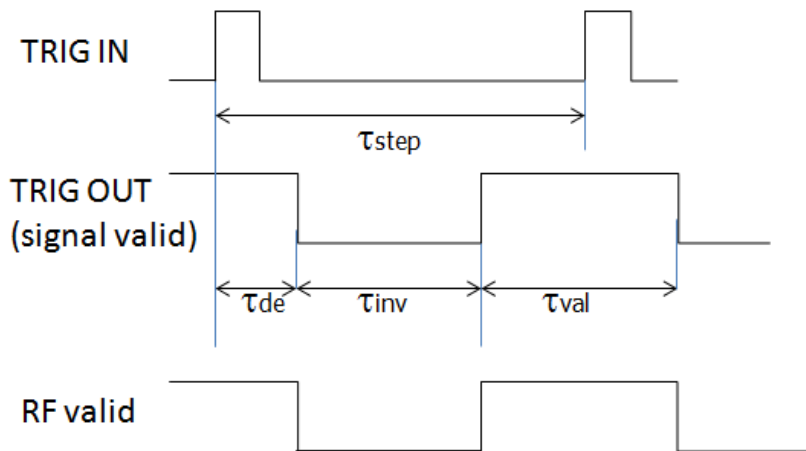 TRIG IN
τstep
TRIG OUT
(signal valid)
τde τinv τval
RF valid